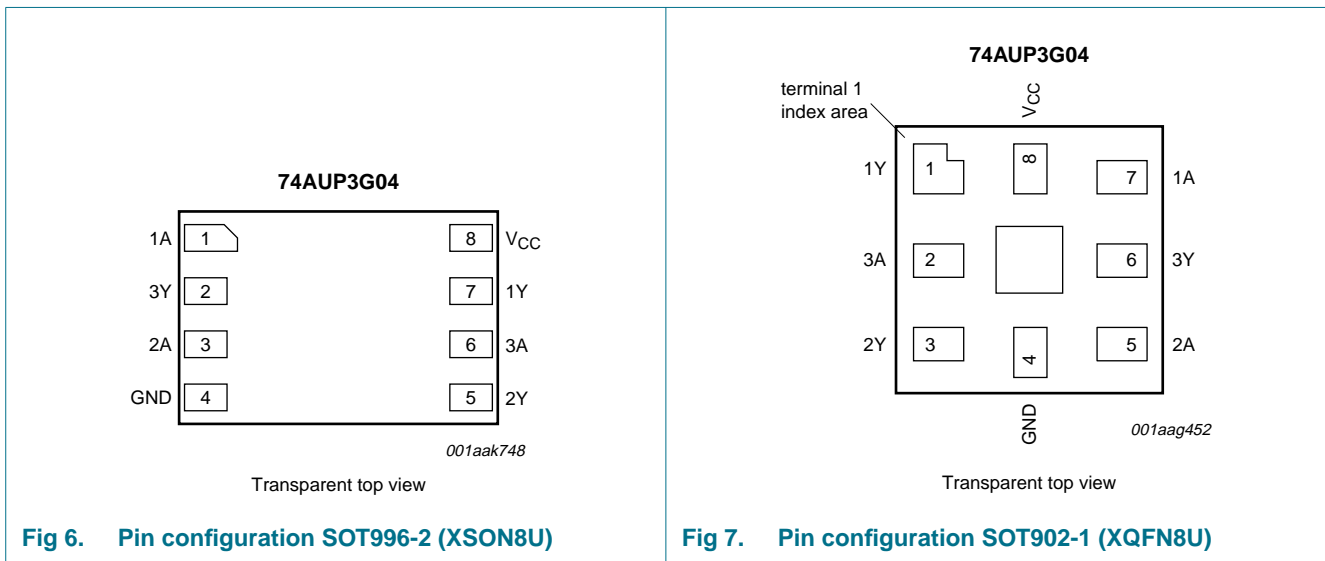 74AUP3G04
1A 1 8 VCC
3Y 2 7 1Y
2A 3 6 3A
GND 4 5 2Y
001aak748
Transparent top view
Fig 6. Pin configuration SOT996-2 (XSON8U)
74AUP3G04
terminal 1
index area
VCC
1Y 1 8 7 1A
3A 2 6 3Y
2Y 3 4 5 2A
GND
001aag452
Transparent top view
Fig 7. Pin configuration SOT902-1 (XQFN8U)